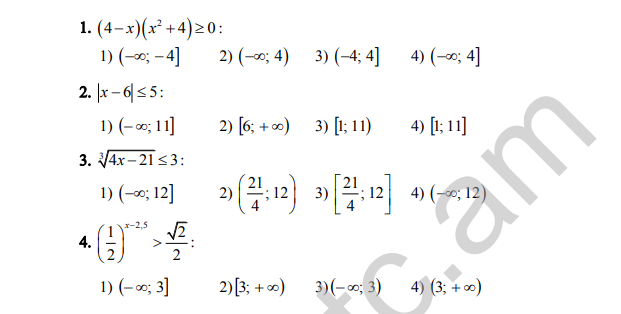 1. (4−x)(x²+4)≥0:
1) (−∞; −4] 2) (−∞; 4) 3) (−4; 4] 4) (−∞; 4]
2. |x−6|≤5:
1) (−∞; 11] 2) [6; +∞) 3) [1; 11) 4) [1; 11]
3. ∛(4x−21)≤3:
1) (−∞; 12] 2) (21/4; 12) 3) [21/4; 12] 4) (−∞; 12)
4. (1/2)^(x−2,5) > √2/2:
1) (−∞; 3] 2) [3; +∞) 3) (−∞; 3) 4) (3; +∞)
tc.am